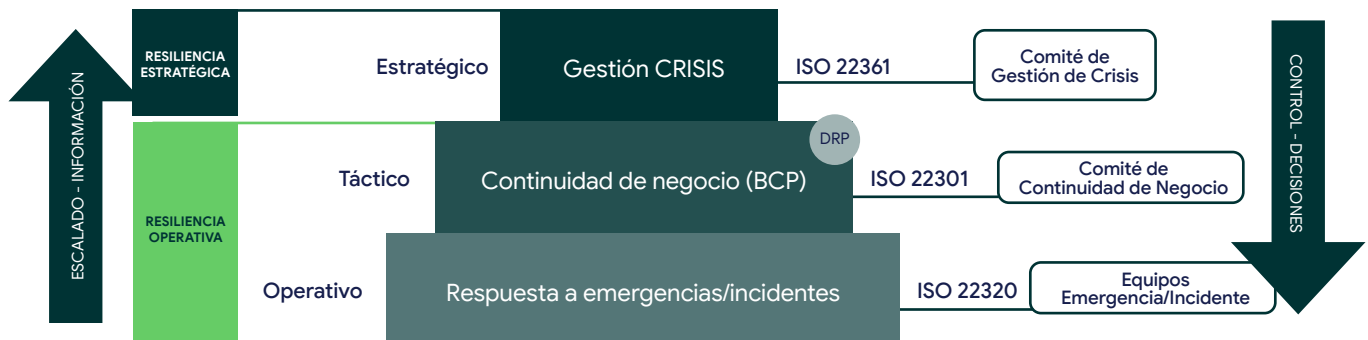 ESCALADO - INFORMACIÓN
RESILIENCIA
ESTRATÉGICA
Estratégico
Gestión CRISIS
ISO 22361
Comité de
Gestión de Crisis
CONTROL - DECISIONES
RESILIENCIA
OPERATIVA
Táctico
Continuidad de negocio (BCP)
DRP
ISO 22301
Comité de
Continuidad de Negocio
Operativo
Respuesta a emergencias/incidentes
ISO 22320
Equipos
Emergencia/Incidente